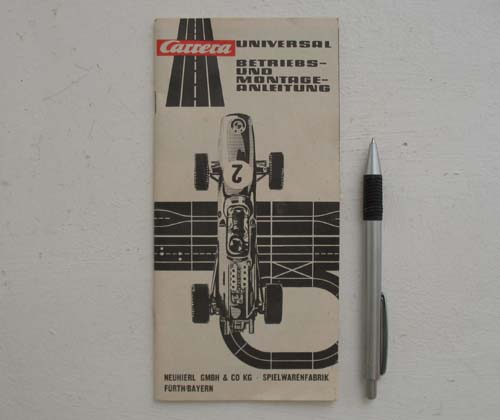 Carrera UNIVERSAL
BETRIEBS-
UND
MONTAGE-
ANLEITUNG
2
NEUHIERL GMBH & CO KG · SPIELWARENFABRIK
FÜRTH/BAYERN